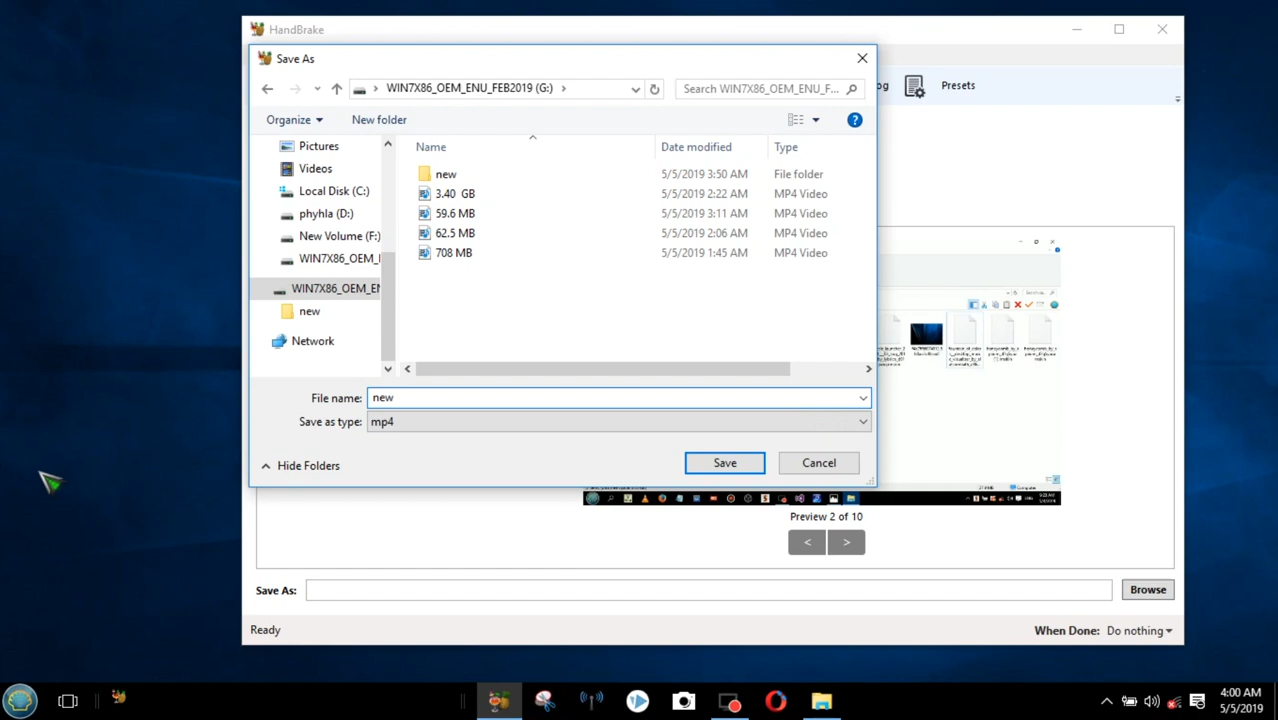 HandBrake
Save As
WIN7X86_OEM_ENU_FEB2019 (G:)
Search WIN7X86_OEM_ENU_F...
og
Presets
Organize
New folder
Pictures
Videos
Local Disk (C:)
phyhla (D:)
New Volume (F:)
WIN7X86_OEM_
WIN7X86_OEM_EN
new
Network
Name
Date modified
Type
new
5/5/2019 3:50 AM
File folder
3.40 GB
5/5/2019 2:22 AM
MP4 Video
59.6 MB
5/5/2019 3:11 AM
MP4 Video
62.5 MB
5/5/2019 2:06 AM
MP4 Video
708 MB
5/5/2019 1:45 AM
MP4 Video
File name:
new
Save as type:
mp4
Hide Folders
Save
Cancel
Preview 2 of 10
<
>
Save As:
Browse
Ready
When Done:
Do nothing
4:00 AM
5/5/2019